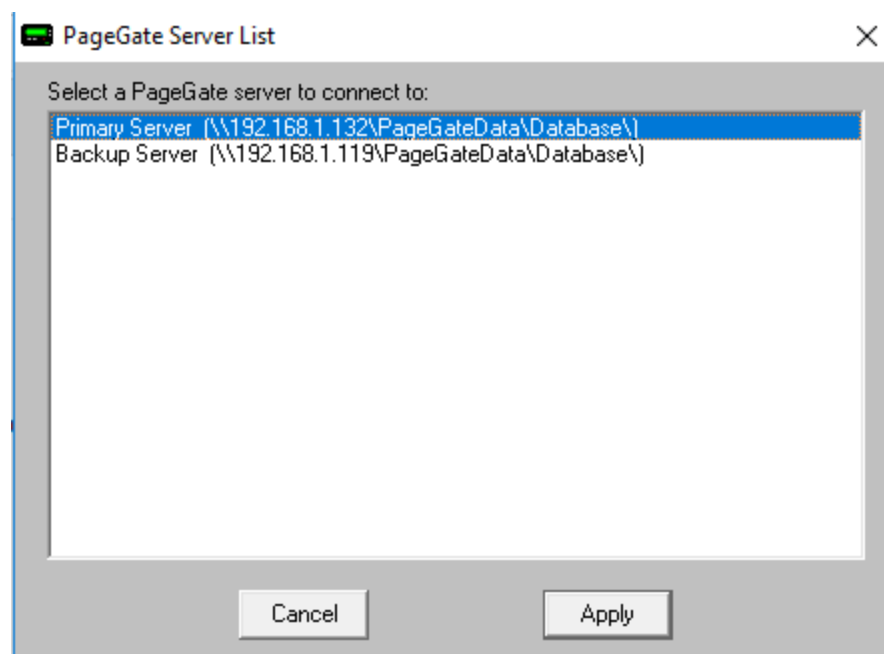 PageGate Server List
Select a PageGate server to connect to:
Primary Server (\\192.168.1.132\PageGateData\Database\)
Backup Server (\\192.168.1.119\PageGateData\Database\)
Cancel Apply